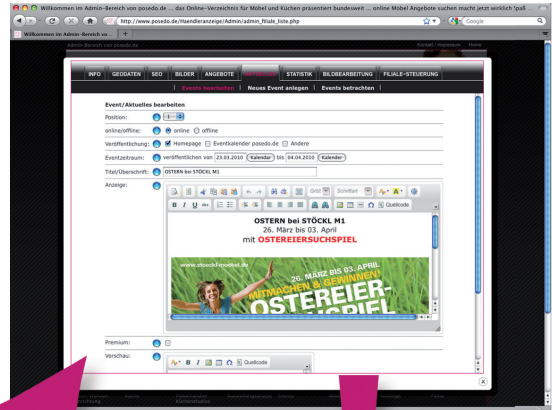 Willkommen im Admin-Bereich von posedo.de ... das Online-Verzeichnis für Möbel und Küchen präsentiert bundesweit ... online Möbel Angebote suchen macht jetzt wirklich 'paß ...
http://www.posedo.de/Haendleranzeige/Admin/admin_filiale_liste.php
Google
Willkommen im Admin-Bereich vo...
Admin-Bereich von posedo.de
Kontakt / Impressum Home
INFO GEODATEN SEO BILDER ANGEBOTE STATISTIK BILDBEARBEITUNG FILIALE-STEUERUNG
| Events bearbeiten | Neues Event anlegen | Events betrachten |
Event/Aktuelles bearbeiten
Position: 1
online/offline: online offline
Veröffentlichung: Homepage Eventkalender posedo.de Andere
Eventzeitraum: veröffentlichen von 23.03.2010 Kalendar bis 04.04.2010 Kalendar
Titel/Überschrift: OSTERN bei STÖCKL M1
Anzeige:
Größ Schriftart
B I U abc Quellcode
OSTERN bei STÖCKL M1
26. März bis 03. April
mit OSTEREIERSUCHSPIEL
www.stoeckl-moebel.de
26. MÄRZ BIS 03. APRIL
MITMACHEN & GEWINNEN!
OSTEREIER-
Premium:
Vorschau:
B I Quellcode
Küchenstudios